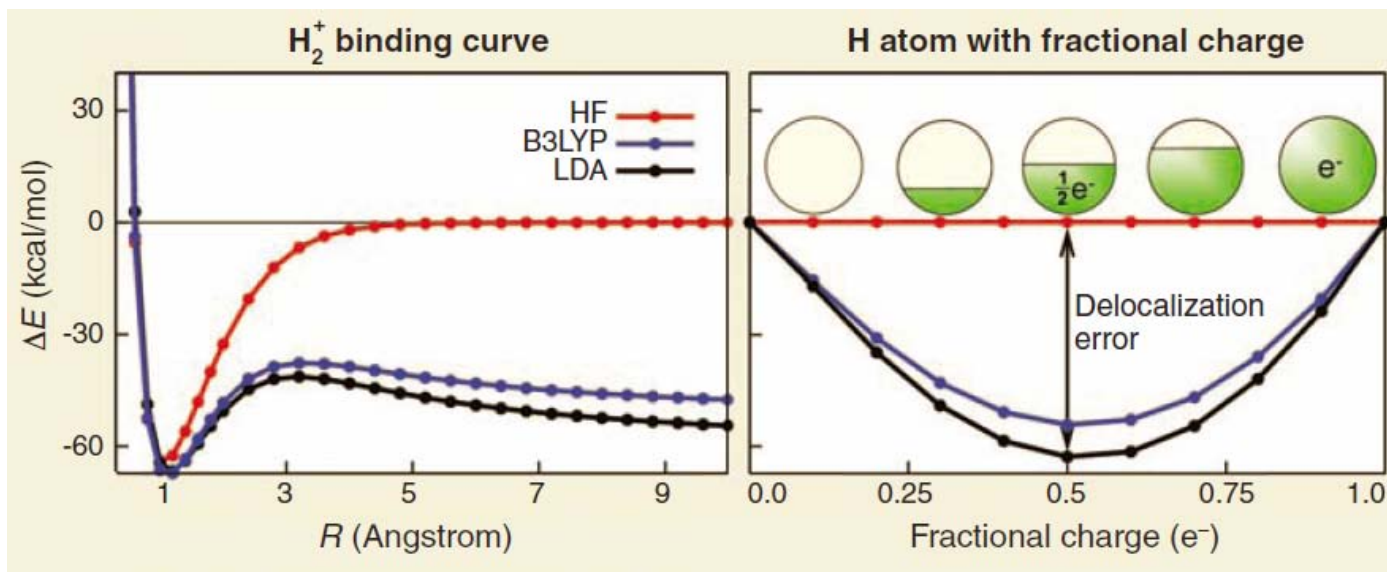 H₂⁺ binding curve
30
0
-30
-60
ΔE (kcal/mol)
HF
B3LYP
LDA
1 3 5 7 9
R (Angstrom)
H atom with fractional charge
½e⁻
e⁻
Delocalization
error
0.0 0.25 0.5 0.75 1.0
Fractional charge (e⁻)